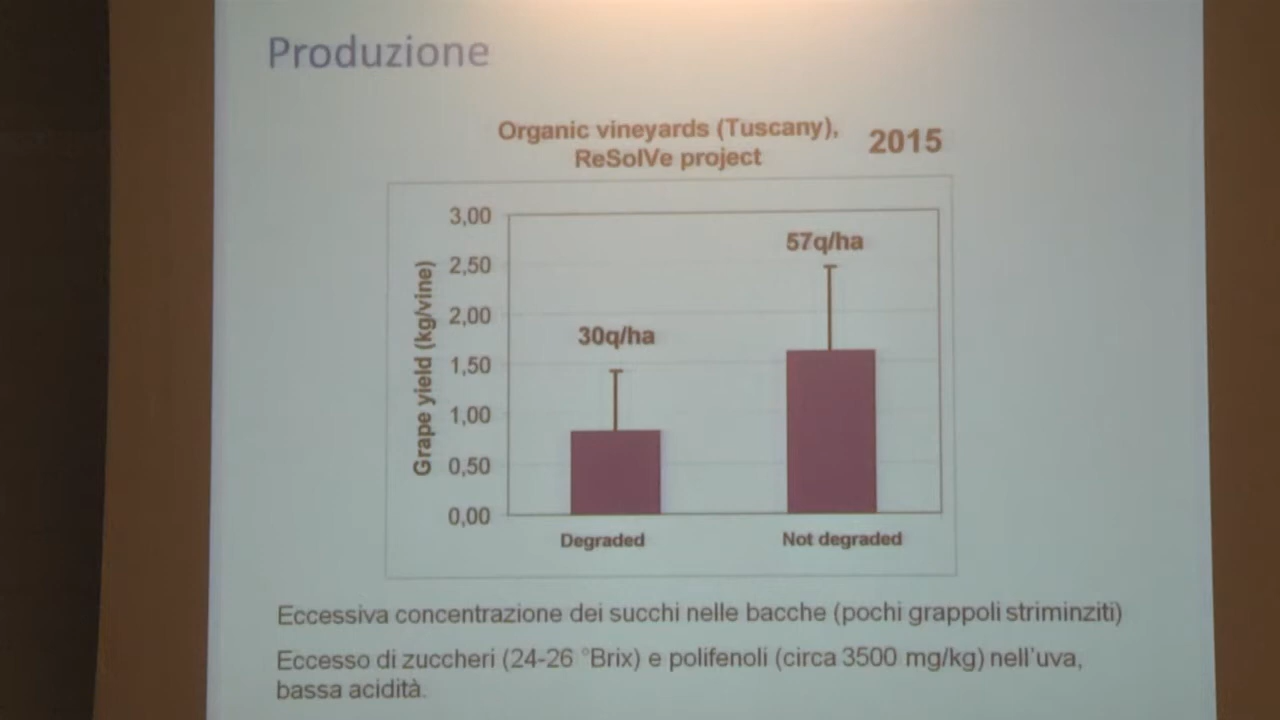 Produzione
Organic vineyards (Tuscany),
ReSolVe project
2015
3,00
2,50
2,00
1,50
1,00
0,50
0,00
Grape yield (kg/vine)
30q/ha
57q/ha
Degraded
Not degraded
Eccessiva concentrazione dei succhi nelle bacche (pochi grappoli striminziti)
Eccesso di zuccheri (24-26 °Brix) e polifenoli (circa 3500 mg/kg) nell'uva,
bassa acidità.